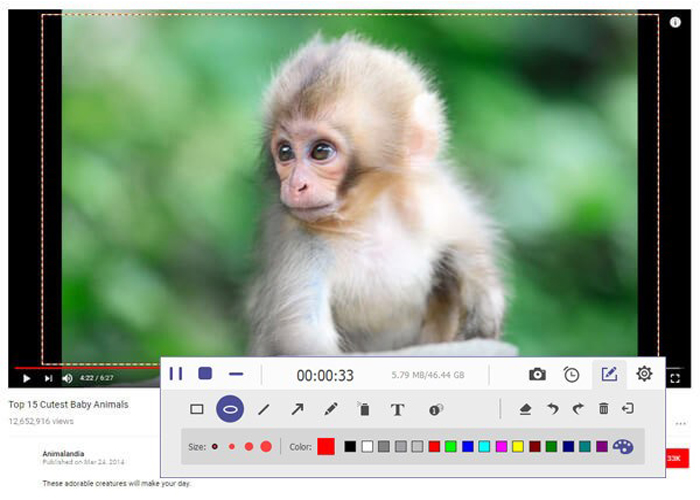 00:00:33
5.79 MB/46.44 GB
4:22 / 6:27
T
Size:
Color:
Top 15 Cutest Baby Animals
12,652,916 views
33K
Animalandia
Published on Mar 24, 2014
These adorable creatures will make your day.